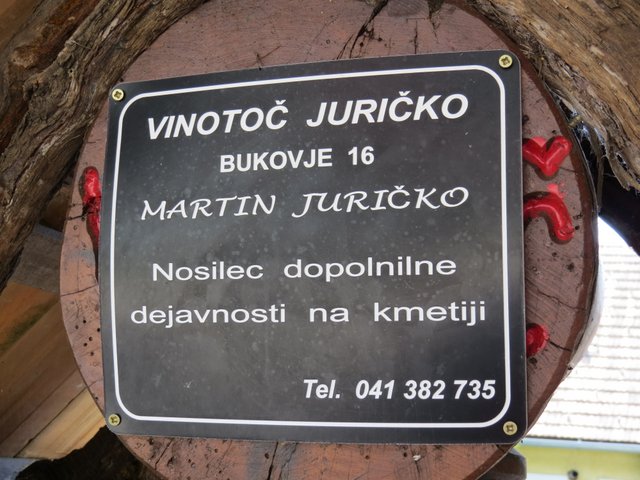 VINOTOČ JURIČKO
BUKOVJE 16
MARTIN JURIČKO
Nosilec dopolnilne
dejavnosti na kmetiji
Tel. 041 382 735